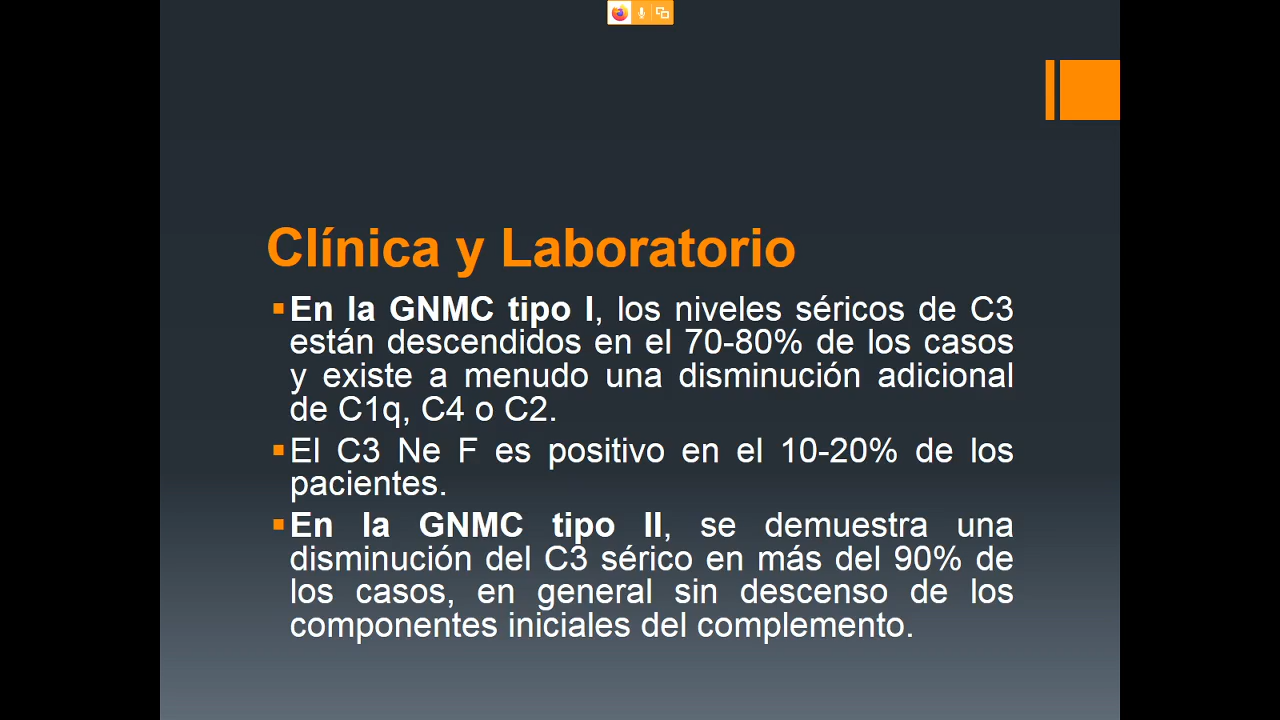 Clínica y Laboratorio
En la GNMC tipo I, los niveles séricos de C3
están descendidos en el 70-80% de los casos
y existe a menudo una disminución adicional
de C1q, C4 o C2.
El C3 Ne F es positivo en el 10-20% de los
pacientes.
En la GNMC tipo II, se demuestra una
disminución del C3 sérico en más del 90% de
los casos, en general sin descenso de los
componentes iniciales del complemento.